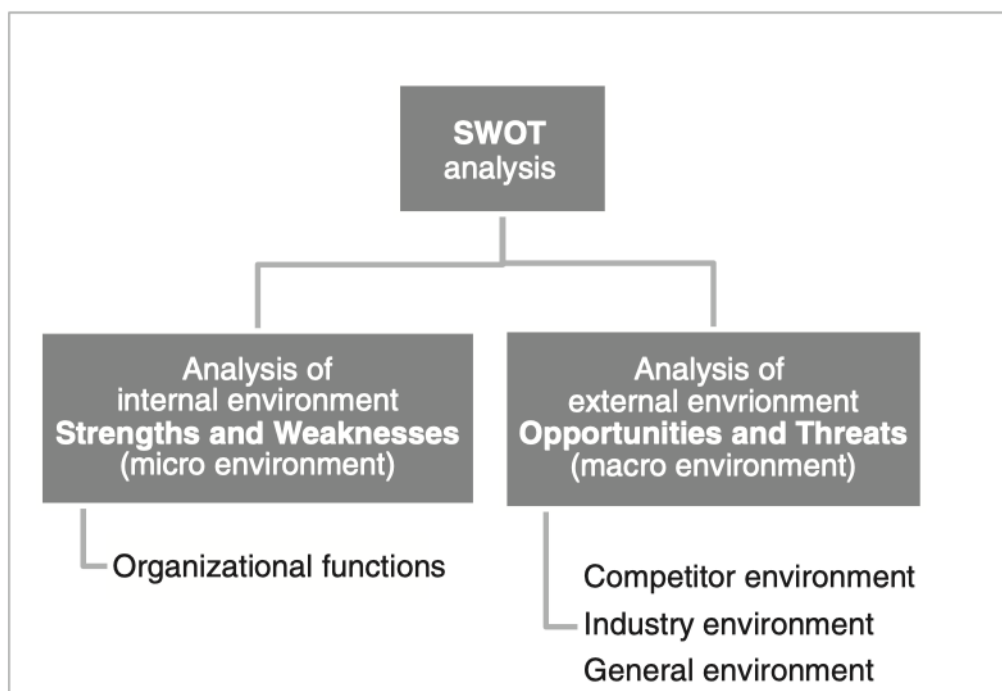 SWOT
analysis
Analysis of
internal environment
Strengths and Weaknesses
(micro environment)
Analysis of
external envrionment
Opportunities and Threats
(macro environment)
Organizational functions
Competitor environment
Industry environment
General environment